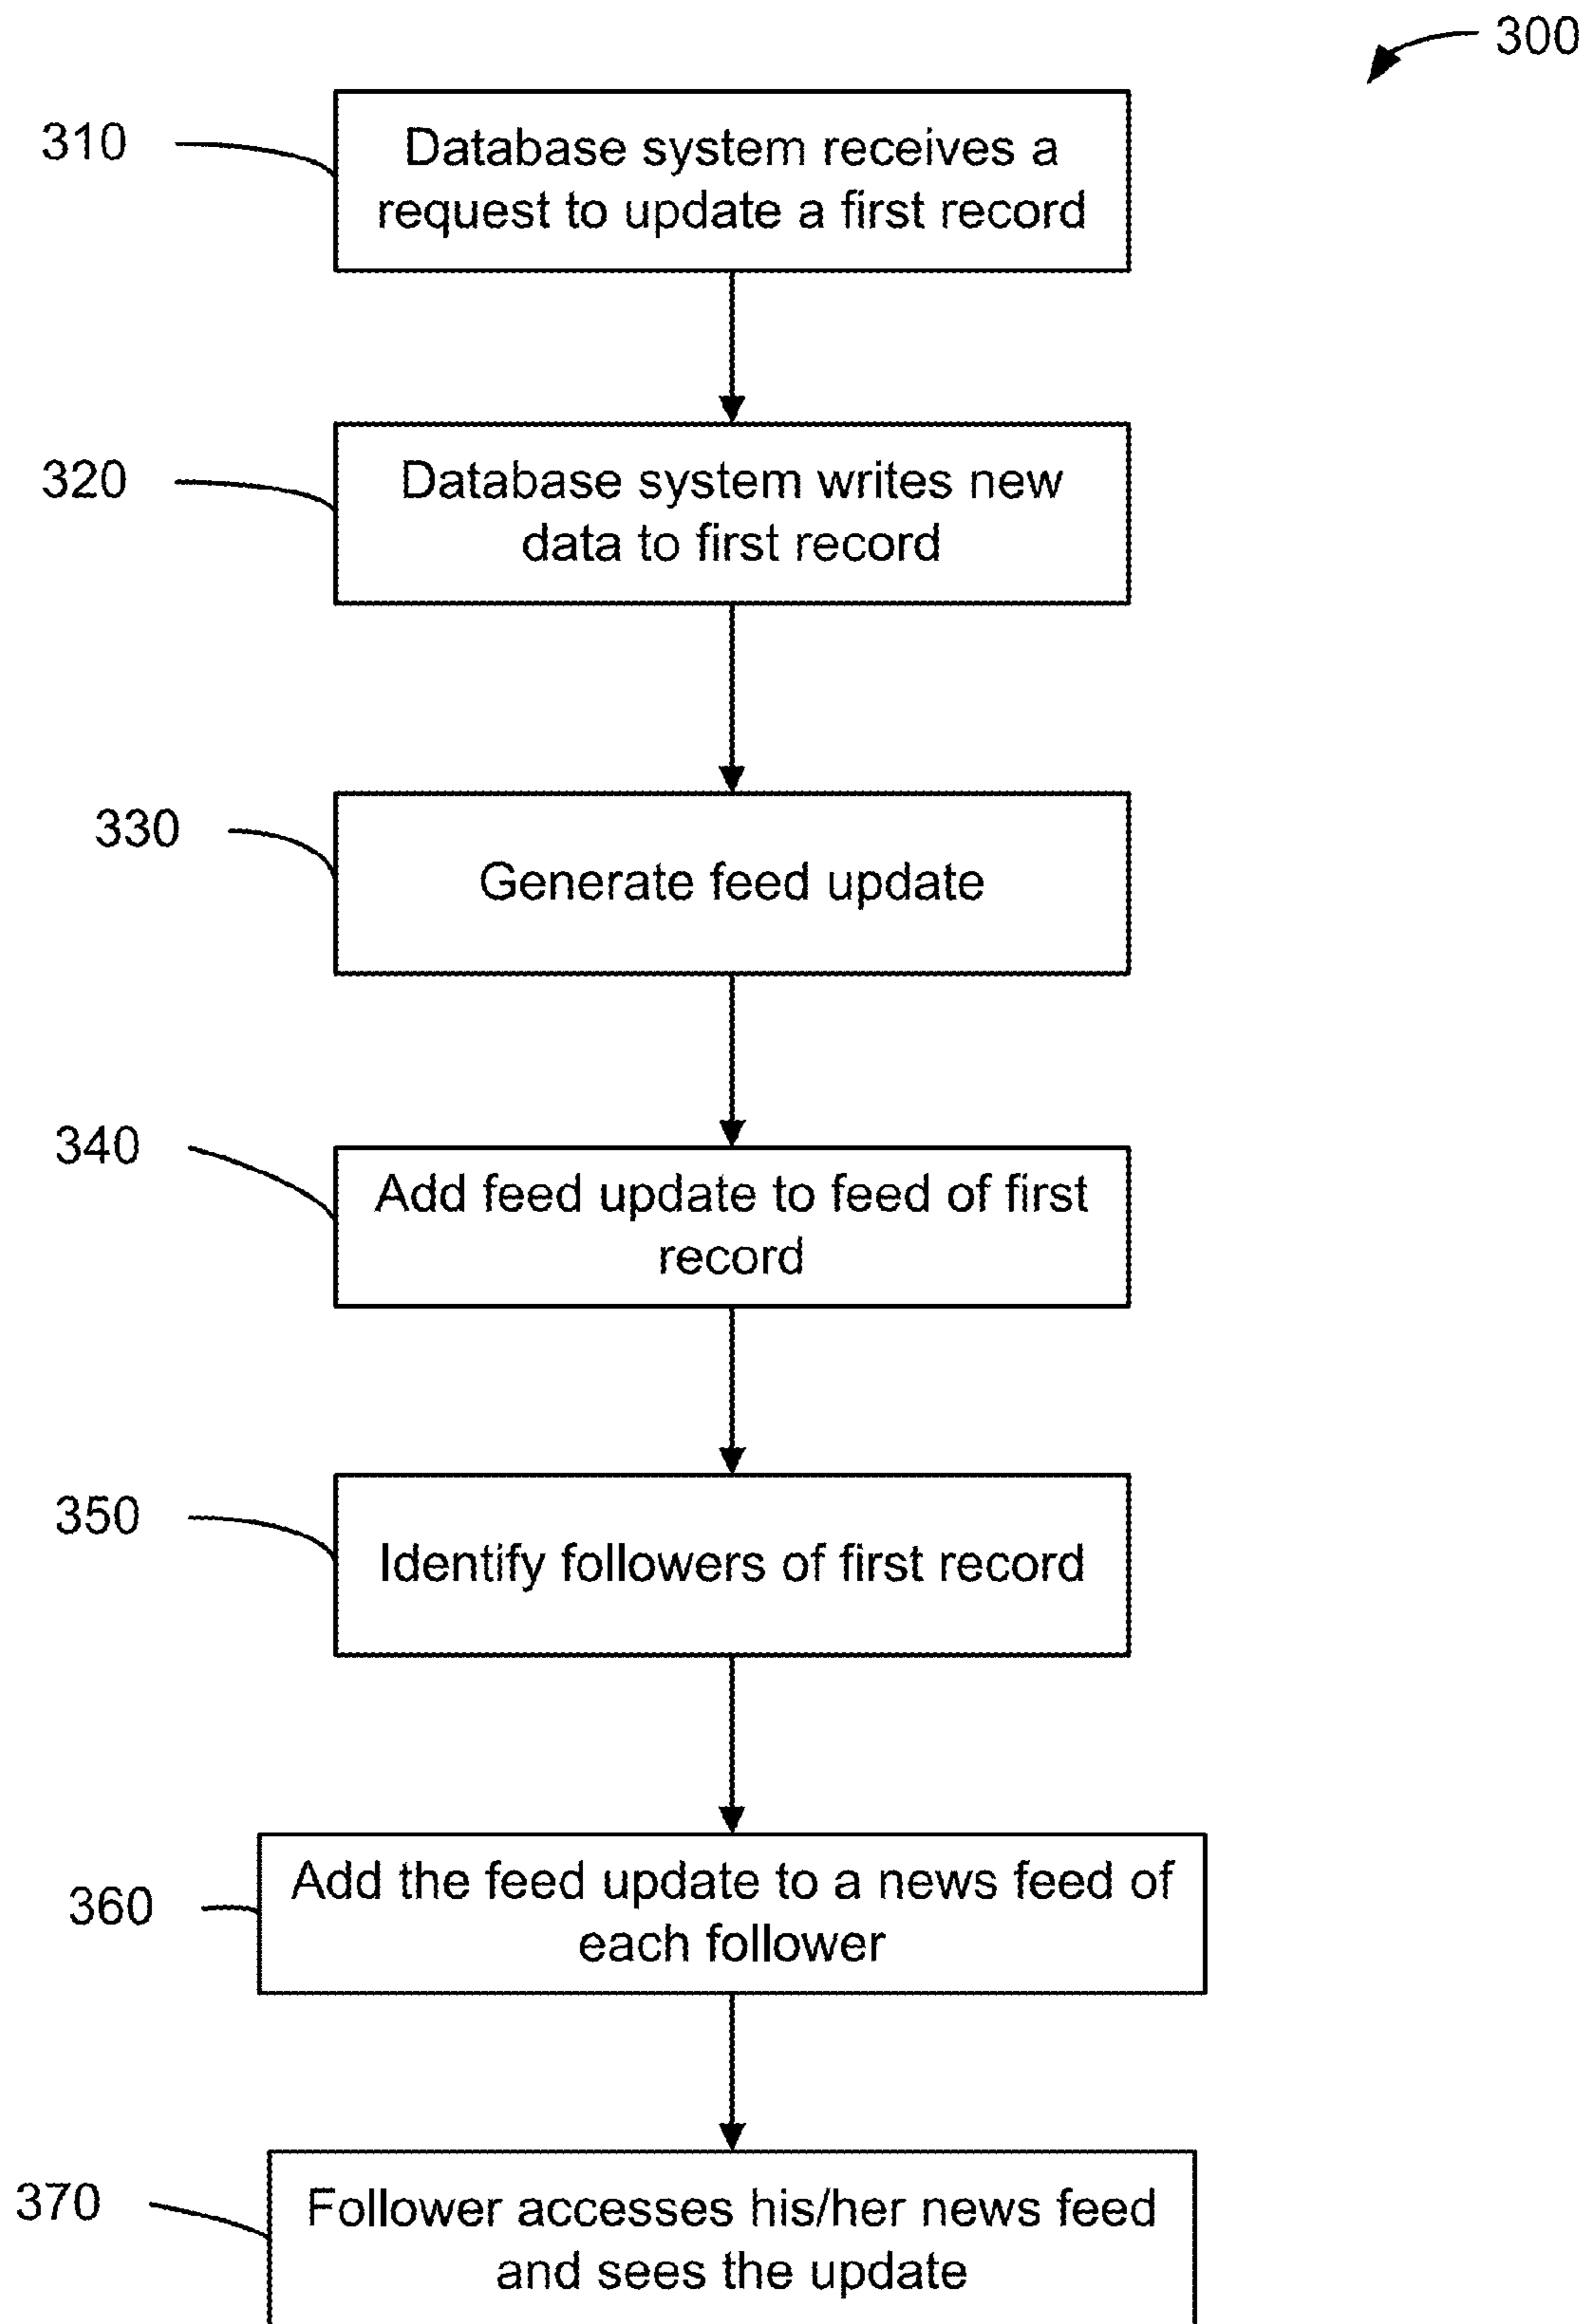 300
310
Database system receives a
request to update a first record
320
Database system writes new
data to first record
330
Generate feed update
340
Add feed update to feed of first
record
350
Identify followers of first record
360
Add the feed update to a news feed of
each follower
370
Follower accesses his/her news feed
and sees the update